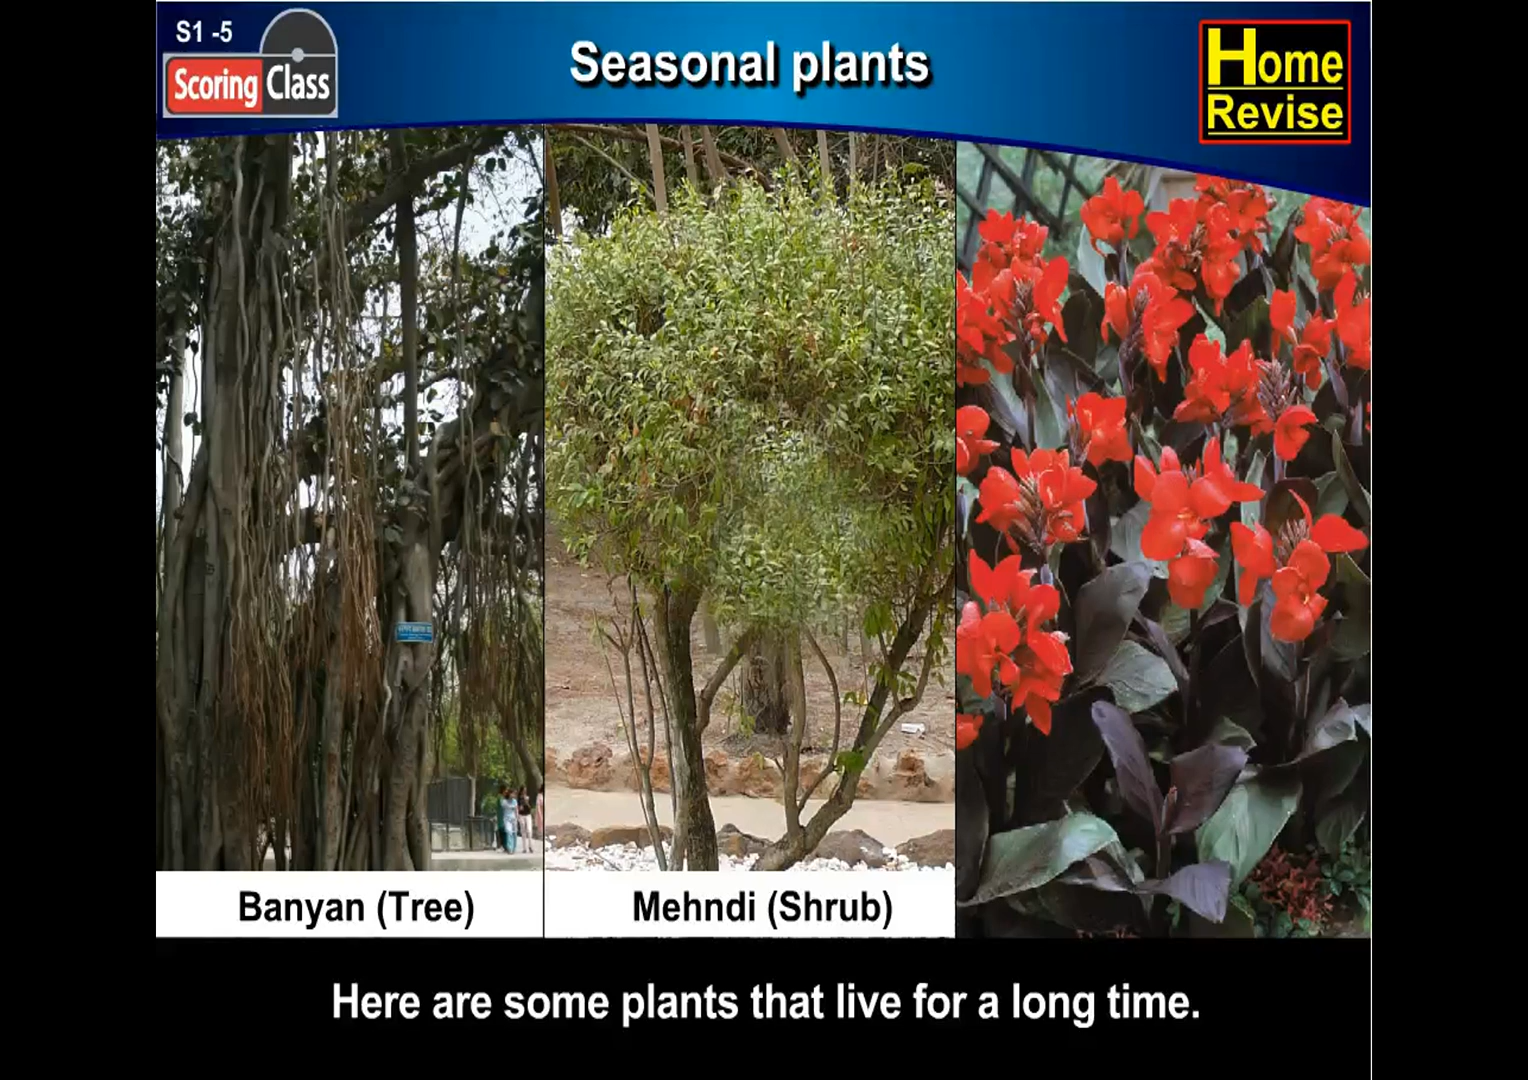 S1 -5
Scoring Class
Seasonal plants
Home
Revise
Banyan (Tree)
Mehndi (Shrub)
Here are some plants that live for a long time.